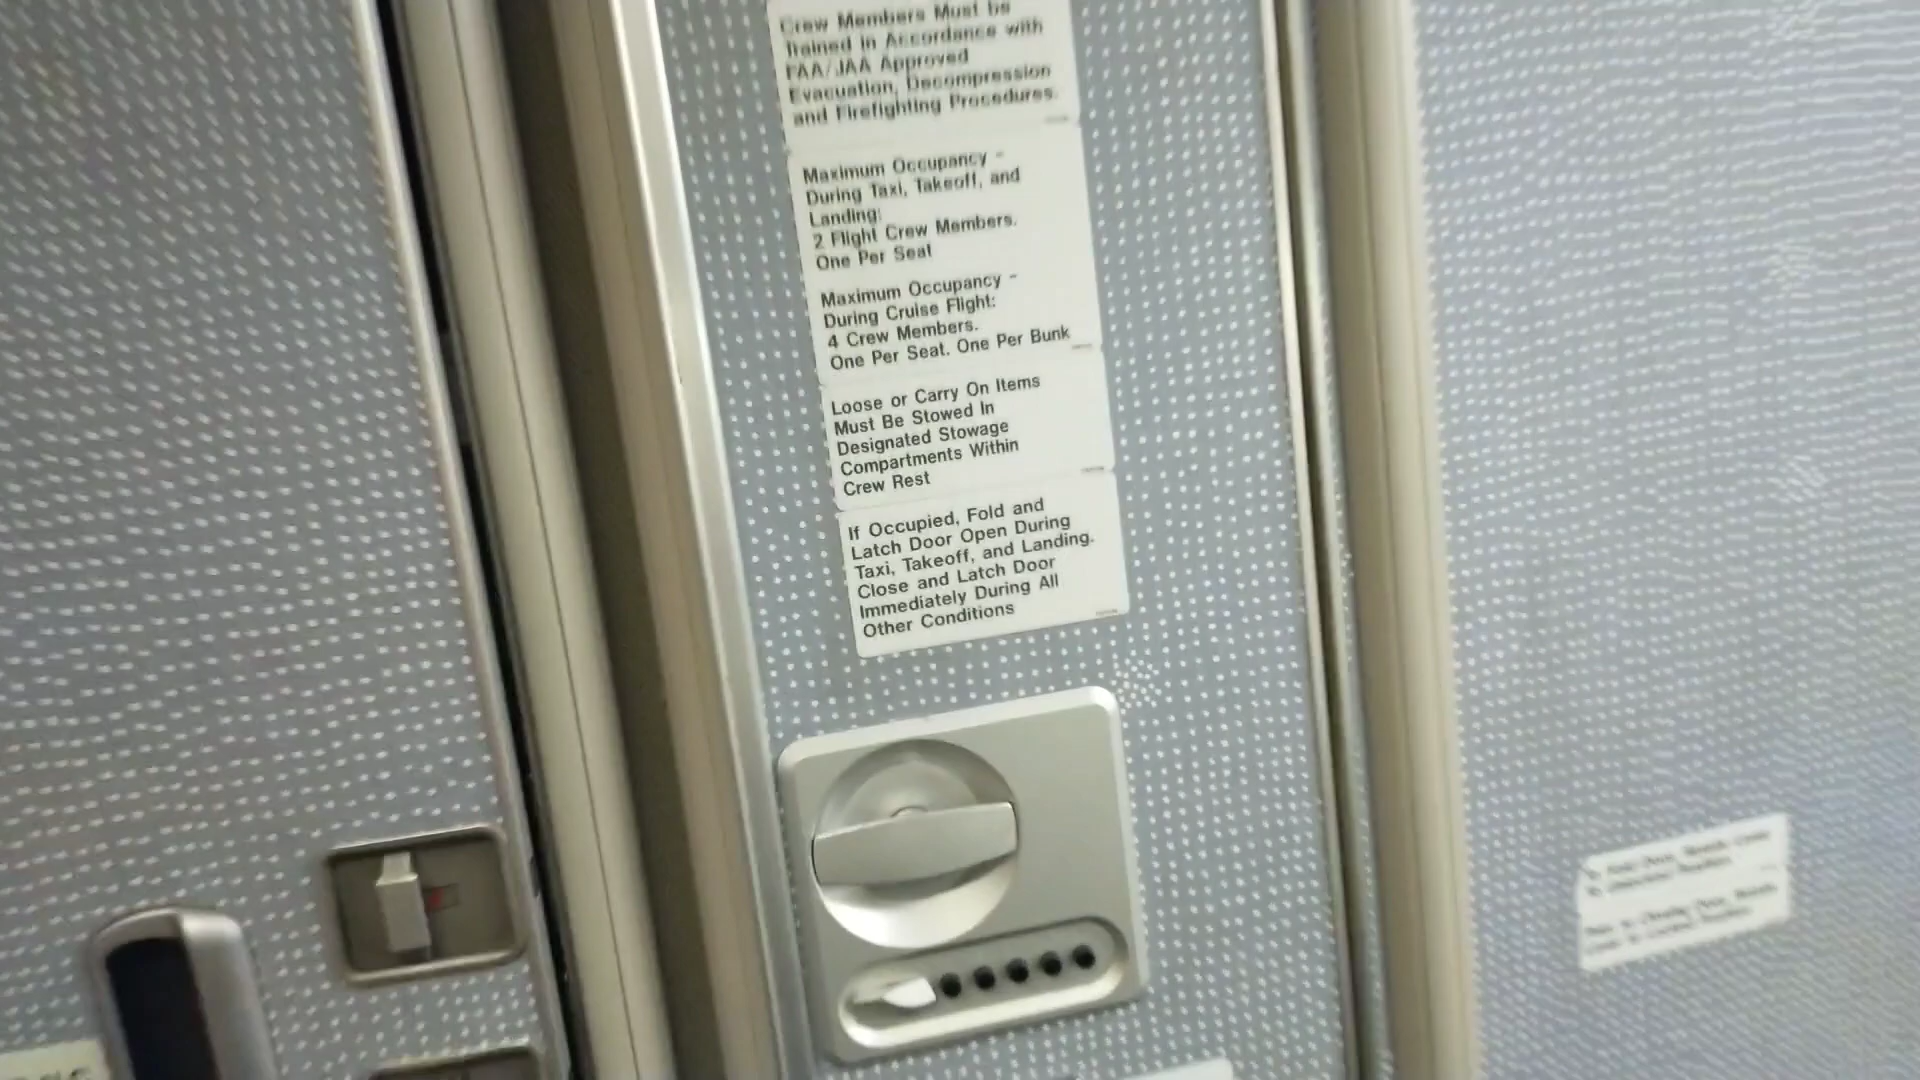 Crew Members Must be
Trained in Accordance with
FAA/JAA Approved
Evacuation, Decompression
and Firefighting Procedures.
Maximum Occupancy -
During Taxi, Takeoff, and
Landing:
2 Flight Crew Members.
One Per Seat
Maximum Occupancy -
During Cruise Flight:
4 Crew Members.
One Per Seat. One Per Bunk
Loose or Carry On Items
Must Be Stowed In
Designated Stowage
Compartments Within
Crew Rest
If Occupied, Fold and
Latch Door Open During
Taxi, Takeoff, and Landing.
Close and Latch Door
Immediately During All
Other Conditions